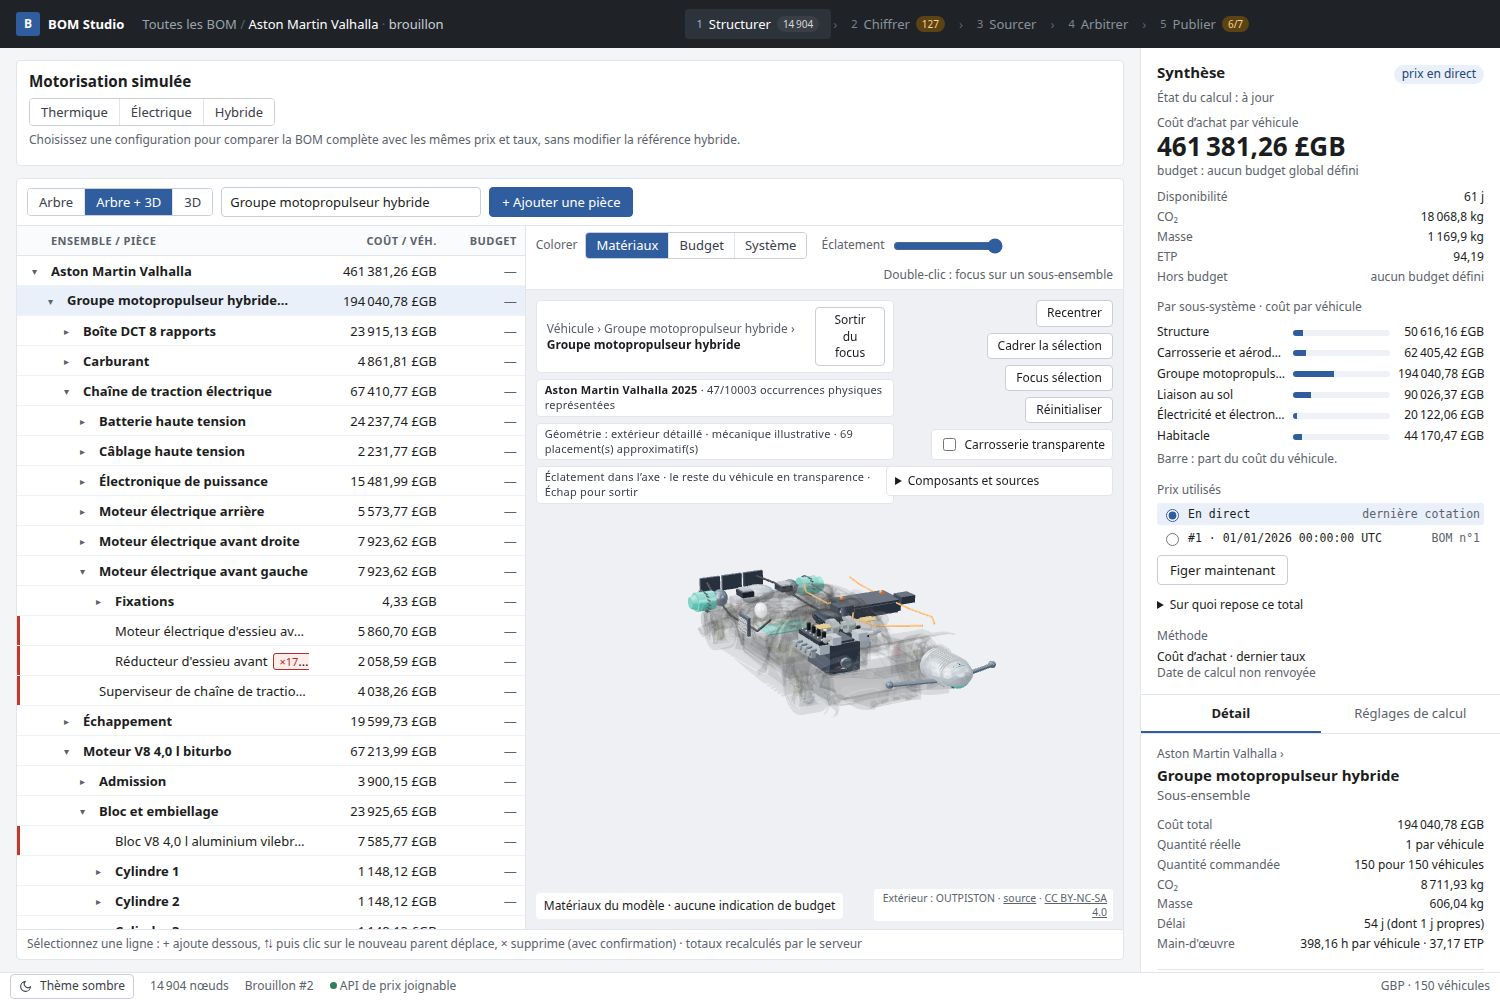 B BOM Studio Toutes les BOM / Aston Martin Valhalla · brouillon
1 Structurer 14 904 › 2 Chiffrer 127 › 3 Sourcer › 4 Arbitrer › 5 Publier 6/7
Motorisation simulée
Thermique Électrique Hybride
Choisissez une configuration pour comparer la BOM complète avec les mêmes prix et taux, sans modifier la référence hybride.
Arbre Arbre + 3D 3D Groupe motopropulseur hybride + Ajouter une pièce
ENSEMBLE / PIÈCE COÛT / VÉH. BUDGET
Aston Martin Valhalla 461 381,26 £GB —
Groupe motopropulseur hybride... 194 040,78 £GB —
Boîte DCT 8 rapports 23 915,13 £GB —
Carburant 4 861,81 £GB —
Chaîne de traction électrique 67 410,77 £GB —
Batterie haute tension 24 237,74 £GB —
Câblage haute tension 2 231,77 £GB —
Électronique de puissance 15 481,99 £GB —
Moteur électrique arrière 5 573,77 £GB —
Moteur électrique avant droite 7 923,62 £GB —
Moteur électrique avant gauche 7 923,62 £GB —
Fixations 4,33 £GB —
Moteur électrique d'essieu av... 5 860,70 £GB —
Réducteur d'essieu avant ×17... 2 058,59 £GB —
Superviseur de chaîne de tractio... 4 038,26 £GB —
Échappement 19 599,73 £GB —
Moteur V8 4,0 l biturbo 67 213,99 £GB —
Admission 3 900,15 £GB —
Bloc et embiellage 23 925,65 £GB —
Bloc V8 4,0 l aluminium vilebr... 7 585,77 £GB —
Cylindre 1 1 148,12 £GB —
Cylindre 2 1 148,12 £GB —
Colorer Matériaux Budget Système Éclatement
Double-clic : focus sur un sous-ensemble
Véhicule › Groupe motopropulseur hybride ›
Groupe motopropulseur hybride
Sortir
du
focus
Aston Martin Valhalla 2025 · 47/10003 occurrences physiques
représentées
Géométrie : extérieur détaillé · mécanique illustrative · 69
placement(s) approximatif(s)
Éclatement dans l'axe · le reste du véhicule en transparence ·
Échap pour sortir
Recentrer
Cadrer la sélection
Focus sélection
Réinitialiser
Carrosserie transparente
Composants et sources
Matériaux du modèle · aucune indication de budget
Extérieur : OUTPISTON · source · CC BY-NC-SA
4.0
Sélectionnez une ligne : + ajoute dessous, ⇅ puis clic sur le nouveau parent déplace, × supprime (avec confirmation) · totaux recalculés par le serveur
Synthèse prix en direct
État du calcul : à jour
Coût d'achat par véhicule
461 381,26 £GB
budget : aucun budget global défini
Disponibilité 61 j
CO₂ 18 068,8 kg
Masse 1 169,9 kg
ETP 94,19
Hors budget aucun budget défini
Par sous-système · coût par véhicule
Structure 50 616,16 £GB
Carrosserie et aérod... 62 405,42 £GB
Groupe motopropuls... 194 040,78 £GB
Liaison au sol 90 026,37 £GB
Électricité et électron... 20 122,06 £GB
Habitacle 44 170,47 £GB
Barre : part du coût du véhicule.
Prix utilisés
En direct dernière cotation
#1 · 01/01/2026 00:00:00 UTC BOM n°1
Figer maintenant
Sur quoi repose ce total
Méthode
Coût d'achat · dernier taux
Date de calcul non renvoyée
Détail Réglages de calcul
Aston Martin Valhalla ›
Groupe motopropulseur hybride
Sous-ensemble
Coût total 194 040,78 £GB
Quantité réelle 1 par véhicule
Quantité commandée 150 pour 150 véhicules
CO₂ 8 711,93 kg
Masse 606,04 kg
Délai 54 j (dont 1 j propres)
Main-d'œuvre 398,16 h par véhicule · 37,17 ETP
Thème sombre 14 904 nœuds Brouillon #2 API de prix joignable GBP · 150 véhicules